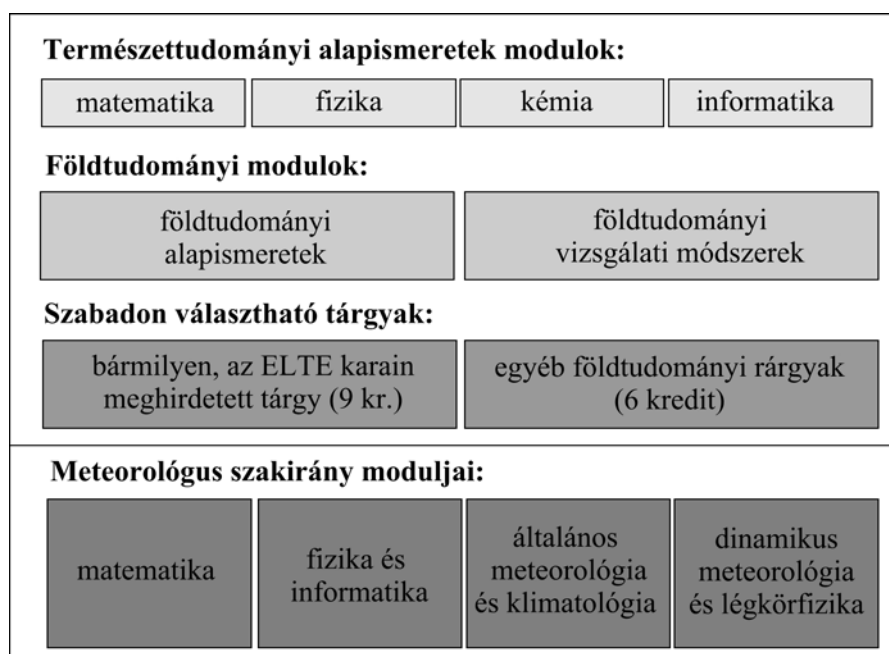 Természettudományi alapismeretek modulok:
matematika
fizika
kémia
informatika
Földtudományi modulok:
földtudományi
alapismeretek
földtudományi
vizsgálati módszerek
Szabadon választható tárgyak:
bármilyen, az ELTE karain
meghirdetett tárgy (9 kr.)
egyéb földtudományi rárgyak
(6 kredit)
Meteorológus szakirány moduljai:
matematika
fizika és
informatika
általános
meteorológia
és klimatológia
dinamikus
meteorológia
és légkörfizika